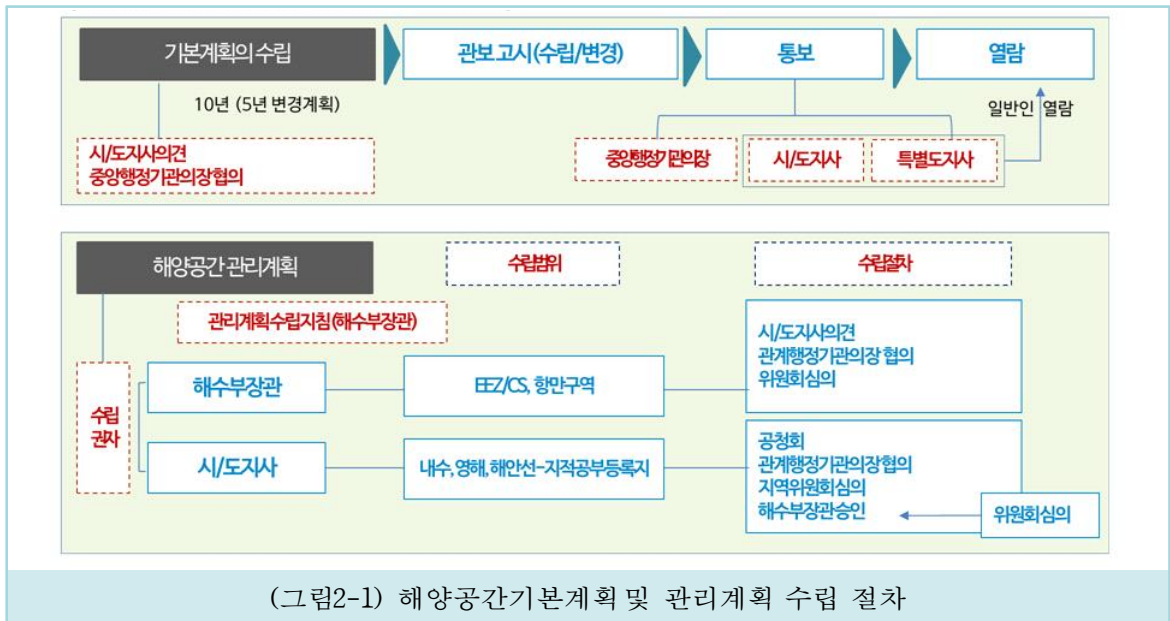 기본계획의 수립
관보 고시(수립/변경)
통보
열람
10년 (5년 변경계획)
일반인 열람
시/도지사의견
중앙행정기관의장 협의
중앙행정기관의장
시/도지사
특별도지사
해양공간 관리계획
수립범위
수립절차
관리계획수립지침(해수부장관)
시/도지사의견
관계행정기관의장 협의
위원회심의
수립
권자
해수부장관
EEZ/CS, 항만구역
시/도지사
내수, 영해, 해안선-지적공부등록지
공청회
관계행정기관의장협의
지역위원회심의
해수부장관승인
위원회심의
(그림2-1) 해양공간기본계획 및 관리계획 수립 절차